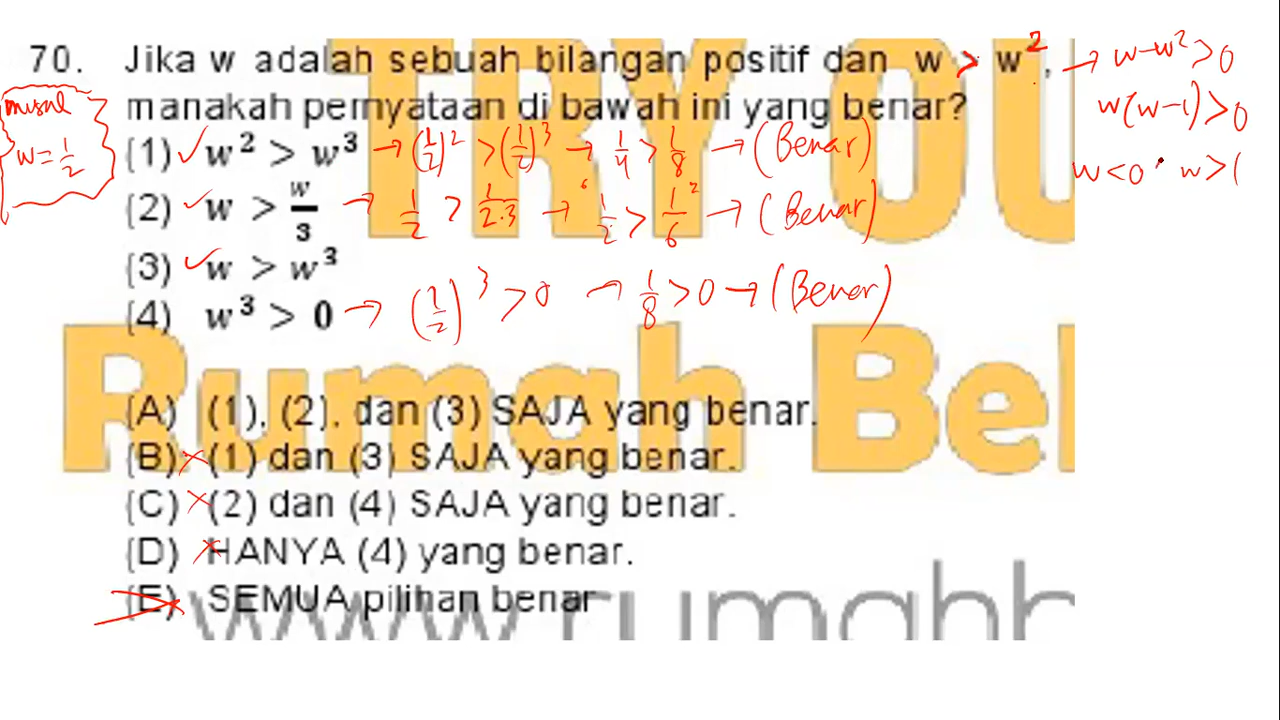 70. Jika w adalah sebuah bilangan positif dan w > w², → w-w² > 0
manakah pernyataan di bawah ini yang benar? w(w-1) > 0
misal
w = 1/2
(1) ✓ w² > w³ → (1/2)² > (1/2)³ → 1/4 > 1/8 → (Benar)
w<0 • w>1
(2) ✓ w > w/3 → 1/2 > 1/2.3 → 1/2 > 1/6 → (Benar)
(3) ✓ w > w³
(4) w³ > 0 → (1/2)³ > 0 → 1/8 > 0 → (Benar)
(A) (1), (2), dan (3) SAJA yang benar.
(B) × (1) dan (3) SAJA yang benar.
(C) × (2) dan (4) SAJA yang benar.
(D) × HANYA (4) yang benar.
(E) SEMUA pilihan benar
TRY OU
Rumah Bel
www.rumahb